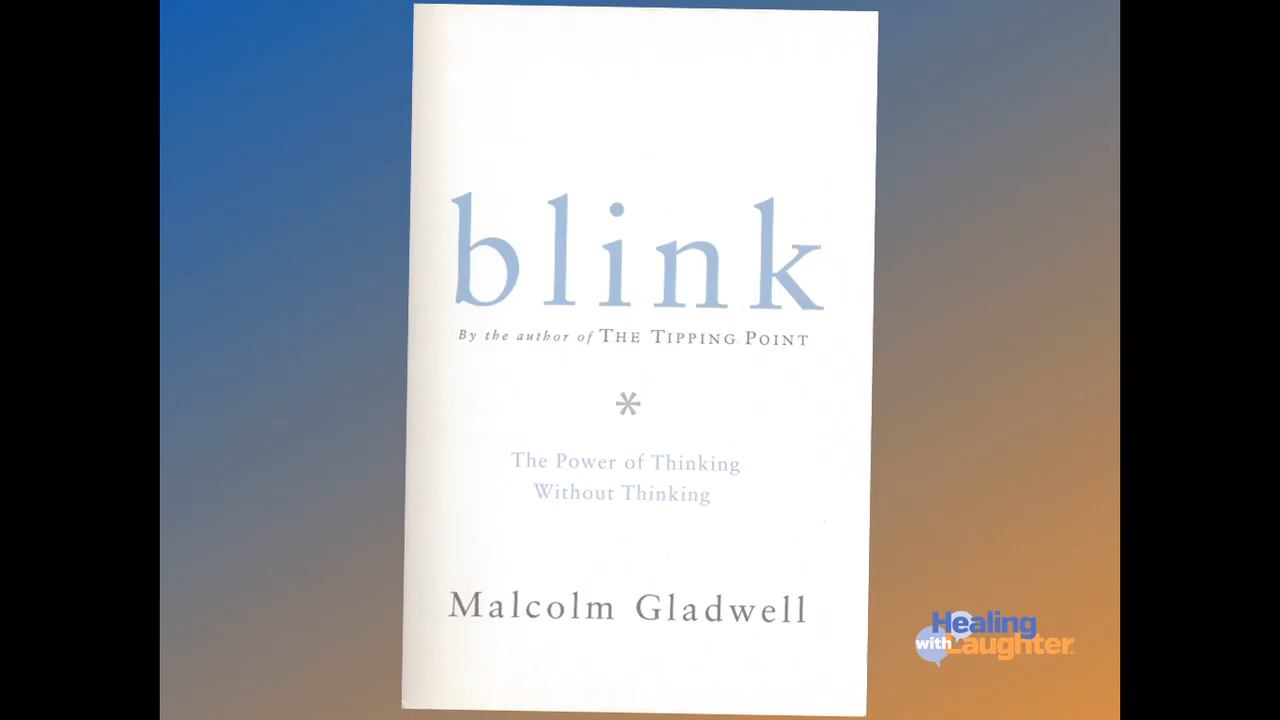 blink
By the author of THE TIPPING POINT
*
The Power of Thinking
Without Thinking
Malcolm Gladwell
Healing
with Laughter